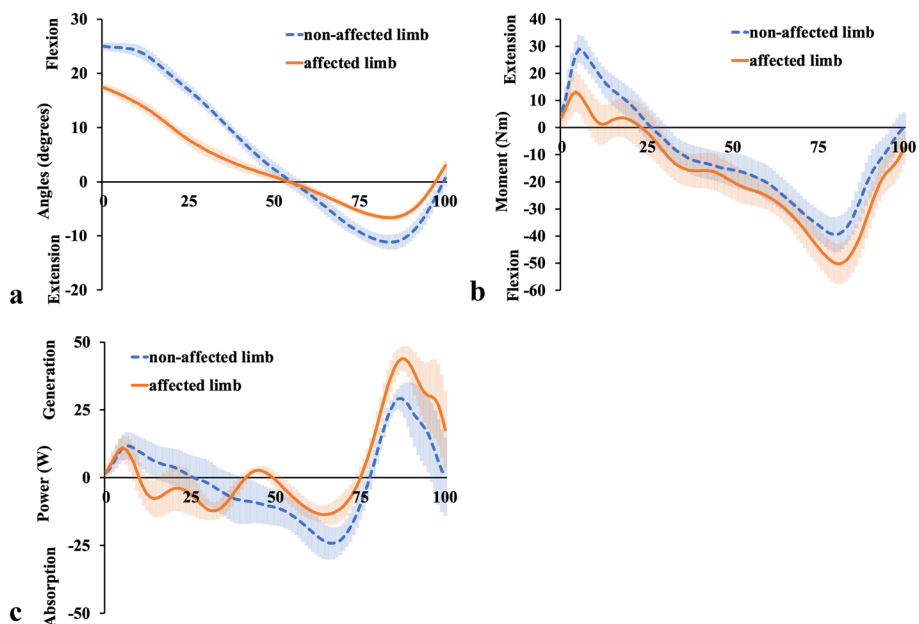 Flexion
Angles (degrees)
Extension
30
20
10
0
-10
-20
0
25
50
75
100
non-affected limb
affected limb
a
Extension
Moment (Nm)
Flexion
40
30
20
10
0
-10
-20
-30
-40
-50
-60
0
25
50
75
100
non-affected limb
affected limb
b
Generation
Power (W)
Absorption
50
25
0
-25
-50
0
25
50
75
100
non-affected limb
affected limb
c